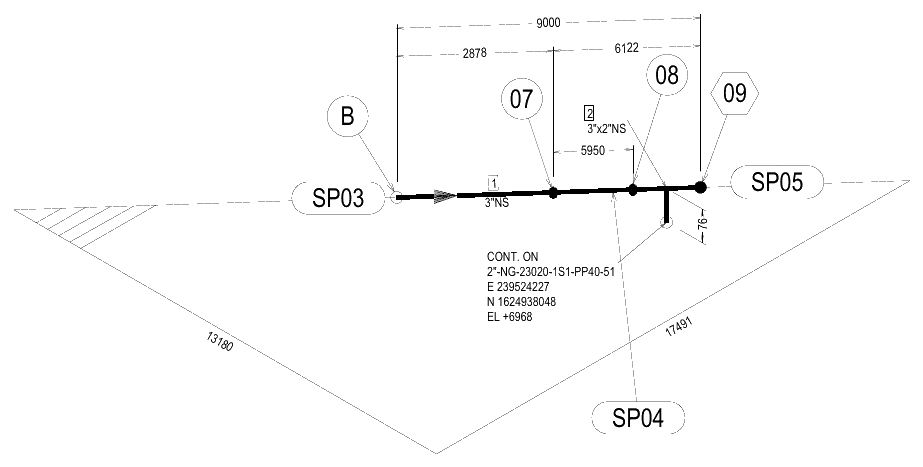 9000
2878
6122
08
07
09
2
3"x2"NS
B
5950
1
3"NS
SP03
SP05
76
CONT. ON
2"-NG-23020-1S1-PP40-51
E 239524227
N 1624938048
EL +6968
13180
17491
SP04